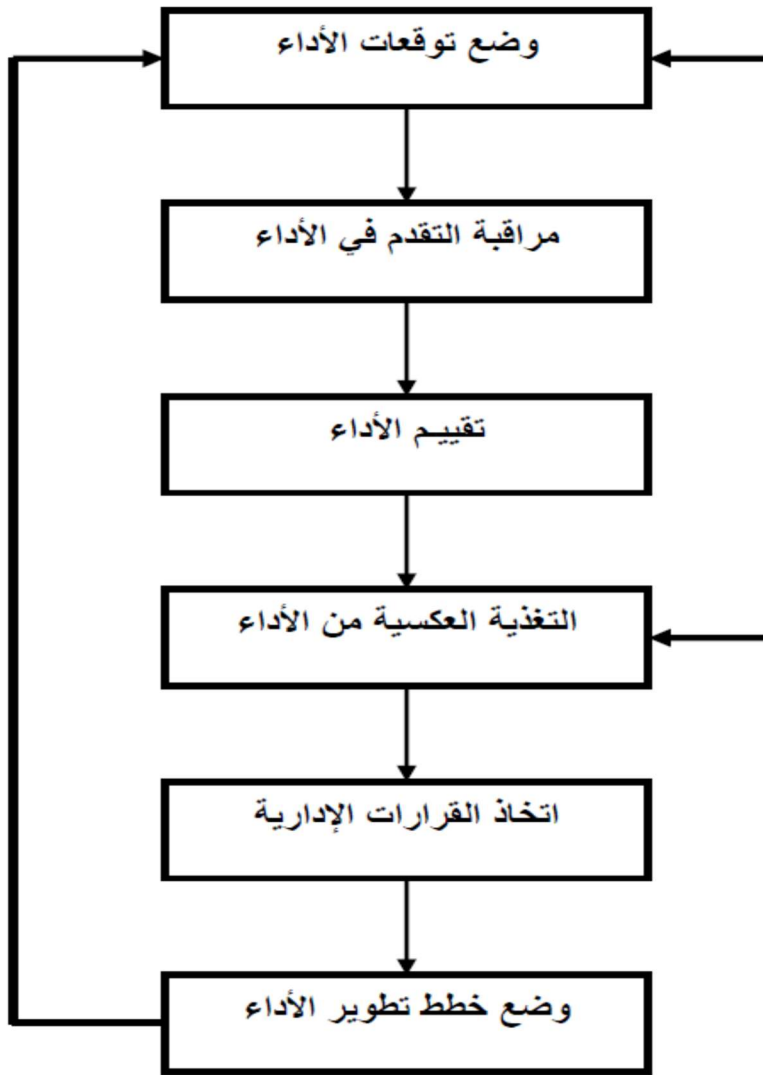 وضع توقعات الأداء
مراقبة التقدم في الأداء
تقييـم الأداء
التغذية العكسية من الأداء
اتخاذ القرارات الإدارية
وضع خطط تطوير الأداء